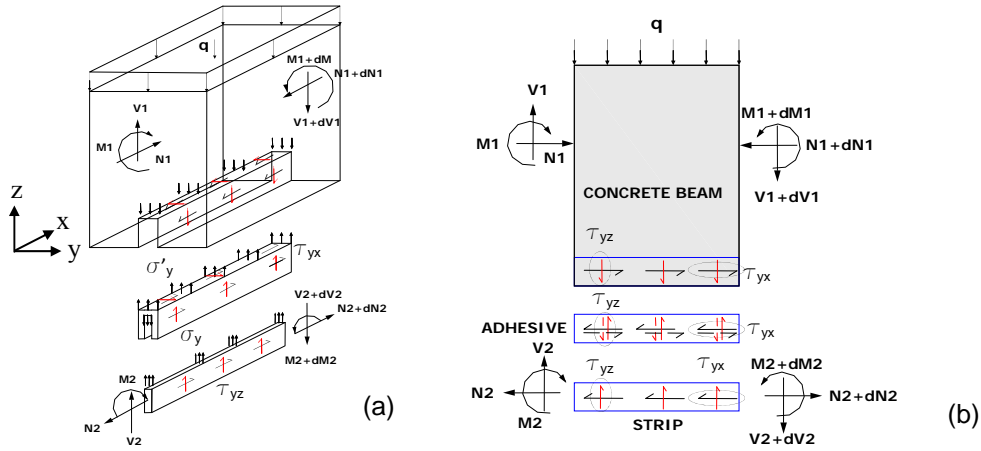 q
M1+dM
N1+dN1
V1+dV1
V1
M1
N1
z
x
y
σ'y
τyx
V2+dV2
N2+dN2
σy
M2+dM2
M2
τyz
N2
V2
(a)
q
V1
M1
N1
M1+dM1
N1+dN1
V1+dV1
CONCRETE BEAM
τyz
τyx
τyz
ADHESIVE
τyx
V2
τyz
τyx
M2+dM2
N2
N2+dN2
M2
STRIP
V2+dV2
(b)